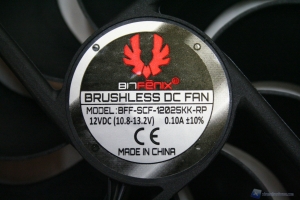 BITFENIX
BRUSHLESS DC FAN
MODEL:BFF-SCF-12025KK-RP
12VDC (10.8-13.2V) 0.10A ±10%
CE
MADE IN CHINA